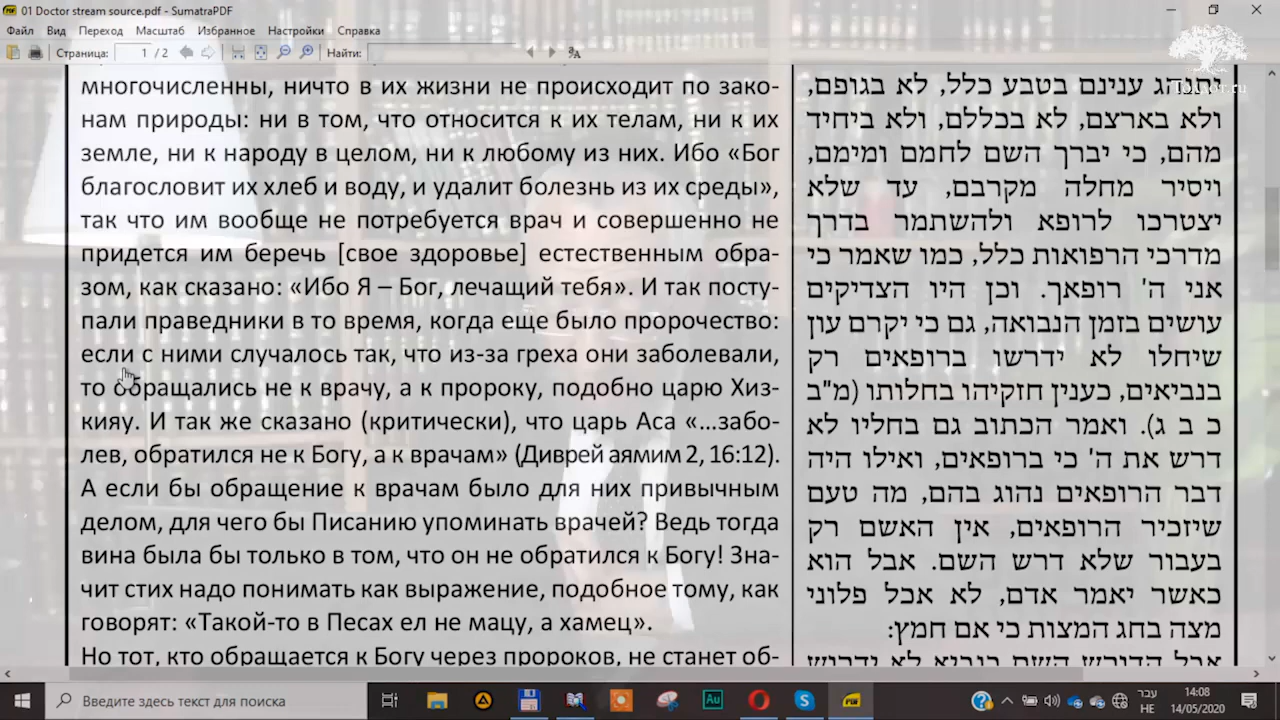 01 Doctor stream source.pdf - SumatraPDF
Файл Вид Переход Масштаб Избранное Настройки Справка
Страница: 1 / 2 Найти:
многочисленны, ничто в их жизни не происходит по зако-
нам природы: ни в том, что относится к их телам, ни к их
земле, ни к народу в целом, ни к любому из них. Ибо «Бог
благословит их хлеб и воду, и удалит болезнь из их среды»,
так что им вообще не потребуется врач и совершенно не
придется им беречь [свое здоровье] естественным обра-
зом, как сказано: «Ибо Я – Бог, лечащий тебя». И так посту-
пали праведники в то время, когда еще было пророчество:
если с ними случалось так, что из-за греха они заболевали,
то обращались не к врачу, а к пророку, подобно царю Хиз-
кияу. И так же сказано (критически), что царь Аса «...забо-
лев, обратился не к Богу, а к врачам» (Диврей аямим 2, 16:12).
А если бы обращение к врачам было для них привычным
делом, для чего бы Писанию упоминать врачей? Ведь тогда
вина была бы только в том, что он не обратился к Богу! Зна-
чит стих надо понимать как выражение, подобное тому, как
говорят: «Такой-то в Песах ел не мацу, а хамец».
Но тот, кто обращается к Богу через пророков, не станет об-
ענינם בטבע כלל, לא בגופם,
ולא בארצם, לא בכללם, ולא ביחיד
מהם, כי יברך השם לחמם ומימם,
ויסיר מחלה מקרבם, עד שלא
יצטרכו לרופא ולהשתמר בדרך
מדרכי הרפואות כלל, כמו שאמר כי
אני ה' רופאך. וכן היו הצדיקים
עושים בזמן הנבואה, גם כי יקרם עון
שיחלו לא ידרשו ברופאים רק
בנביאים, כענין חזקיהו בחלותו (מ"ב
כ ב ג). ואמר הכתוב גם בחליו לא
דרש את ה' כי ברופאים, ואילו היה
דבר הרופאים נהוג בהם, מה טעם
שיזכיר הרופאים, אין האשם רק
בעבור שלא דרש השם. אבל הוא
כאשר יאמר אדם, לא אכל פלוני
מצה בחג המצות כי אם חמץ:
אבל הדורש השם בנביא לא ידרוש
Введите здесь текст для поиска
Au
עבר
HE
14:08
14/05/2020